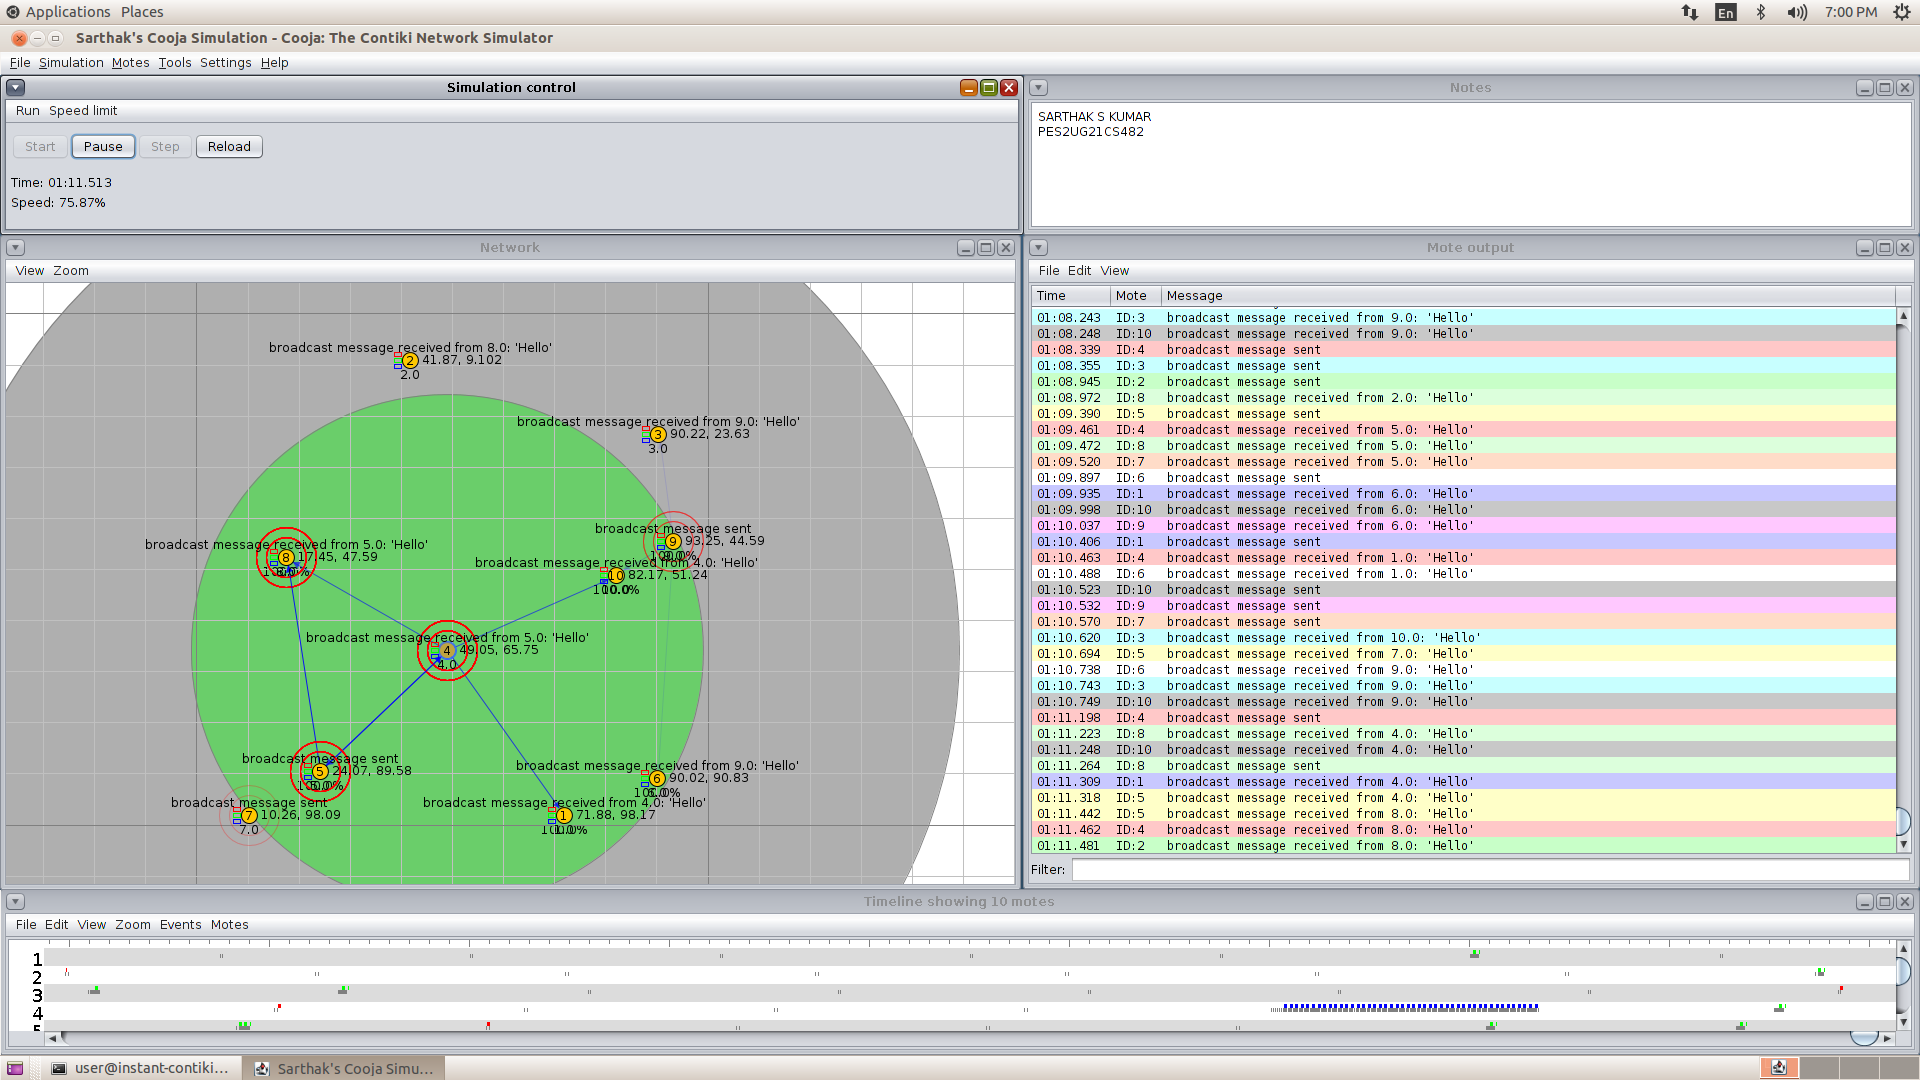 Applications Places
En 7:00 PM
Sarthak's Cooja Simulation - Cooja: The Contiki Network Simulator
File Simulation Motes Tools Settings Help
Simulation control
Run Speed limit
Start Pause Step Reload
Time: 01:11.513
Speed: 75.87%
Notes
SARTHAK S KUMAR
PES2UG21CS482
Network
View Zoom
broadcast message received from 8.0: 'Hello'
2 41.87, 9.102
2.0
broadcast message received from 9.0: 'Hello'
3 90.22, 23.63
3.0
broadcast message sent
9 93.25, 44.59
broadcast message received from 5.0: 'Hello'
8 17.45, 47.59
broadcast message received from 4.0: 'Hello'
10 82.17, 51.24
broadcast message received from 5.0: 'Hello'
4 49.05, 65.75
4.0
broadcast message sent
5 24.07, 89.58
broadcast message received from 9.0: 'Hello'
6 90.02, 90.83
broadcast message sent
7 10.26, 98.09
7.0
broadcast message received from 4.0: 'Hello'
1 71.88, 98.17
Mote output
File Edit View
Time Mote Message
01:08.243 ID:3 broadcast message received from 9.0: 'Hello'
01:08.248 ID:10 broadcast message received from 9.0: 'Hello'
01:08.339 ID:4 broadcast message sent
01:08.355 ID:3 broadcast message sent
01:08.945 ID:2 broadcast message sent
01:08.972 ID:8 broadcast message received from 2.0: 'Hello'
01:09.390 ID:5 broadcast message sent
01:09.461 ID:4 broadcast message received from 5.0: 'Hello'
01:09.472 ID:8 broadcast message received from 5.0: 'Hello'
01:09.520 ID:7 broadcast message received from 5.0: 'Hello'
01:09.897 ID:6 broadcast message sent
01:09.935 ID:1 broadcast message received from 6.0: 'Hello'
01:09.998 ID:10 broadcast message received from 6.0: 'Hello'
01:10.037 ID:9 broadcast message received from 6.0: 'Hello'
01:10.406 ID:1 broadcast message sent
01:10.463 ID:4 broadcast message received from 1.0: 'Hello'
01:10.488 ID:6 broadcast message received from 1.0: 'Hello'
01:10.523 ID:10 broadcast message sent
01:10.532 ID:9 broadcast message sent
01:10.570 ID:7 broadcast message sent
01:10.620 ID:3 broadcast message received from 10.0: 'Hello'
01:10.694 ID:5 broadcast message received from 7.0: 'Hello'
01:10.738 ID:6 broadcast message received from 9.0: 'Hello'
01:10.743 ID:3 broadcast message received from 9.0: 'Hello'
01:10.749 ID:10 broadcast message received from 9.0: 'Hello'
01:11.198 ID:4 broadcast message sent
01:11.223 ID:8 broadcast message received from 4.0: 'Hello'
01:11.248 ID:10 broadcast message received from 4.0: 'Hello'
01:11.264 ID:8 broadcast message sent
01:11.309 ID:1 broadcast message received from 4.0: 'Hello'
01:11.318 ID:5 broadcast message received from 4.0: 'Hello'
01:11.442 ID:5 broadcast message received from 8.0: 'Hello'
01:11.462 ID:4 broadcast message received from 8.0: 'Hello'
01:11.481 ID:2 broadcast message received from 8.0: 'Hello'
Filter:
Timeline showing 10 motes
File Edit View Zoom Events Motes
1
2
3
4
5
user@instant-contiki... Sarthak's Cooja Simu...